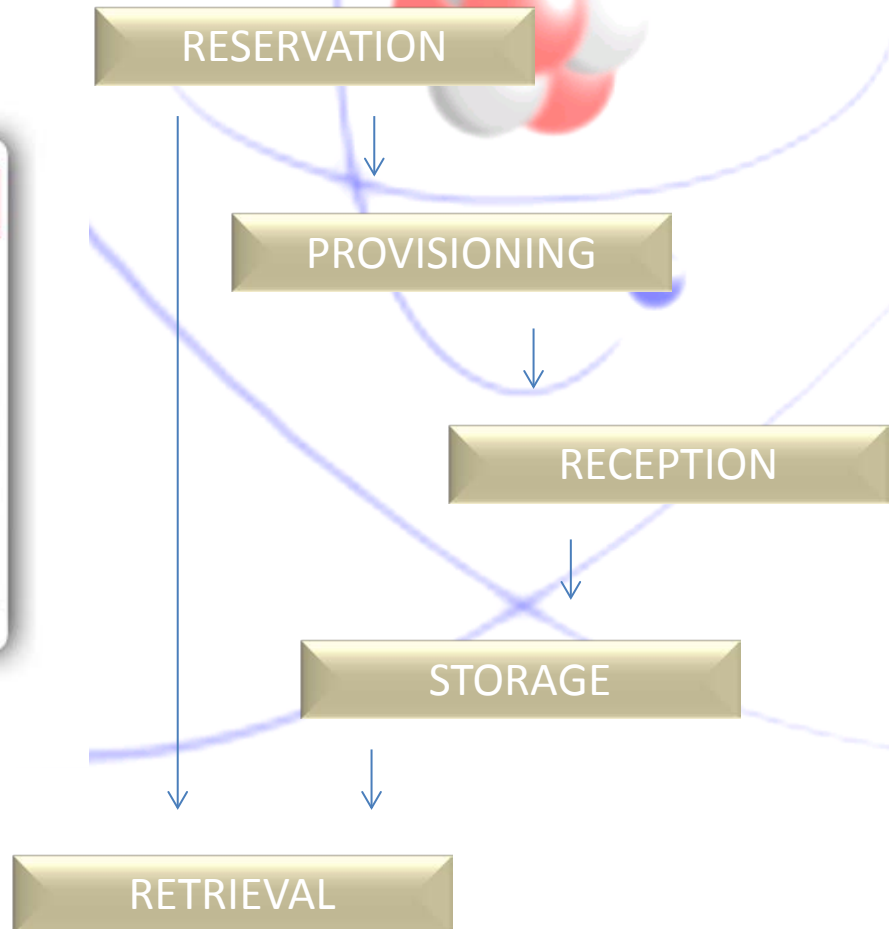 RESERVATION
PROVISIONING
RECEPTION
STORAGE
RETRIEVAL